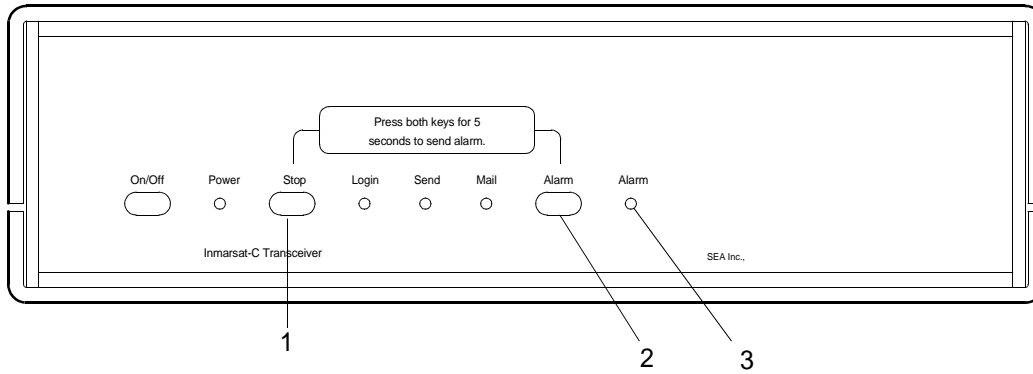 Press both keys for 5
seconds to send alarm.
On/Off Power Stop Login Send Mail Alarm Alarm
Inmarsat-C Transceiver SEA Inc.,
1 2 3